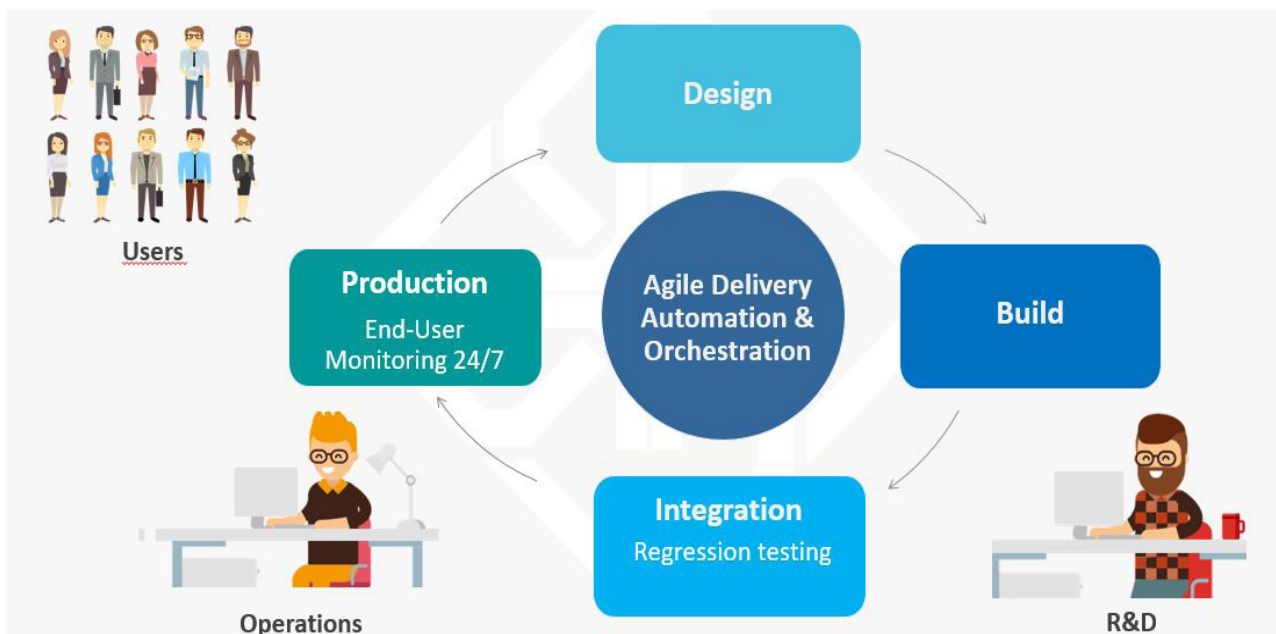 Design
Users
Production
End-User
Monitoring 24/7
Agile Delivery
Automation &
Orchestration
Build
Integration
Regression testing
Operations
R&D